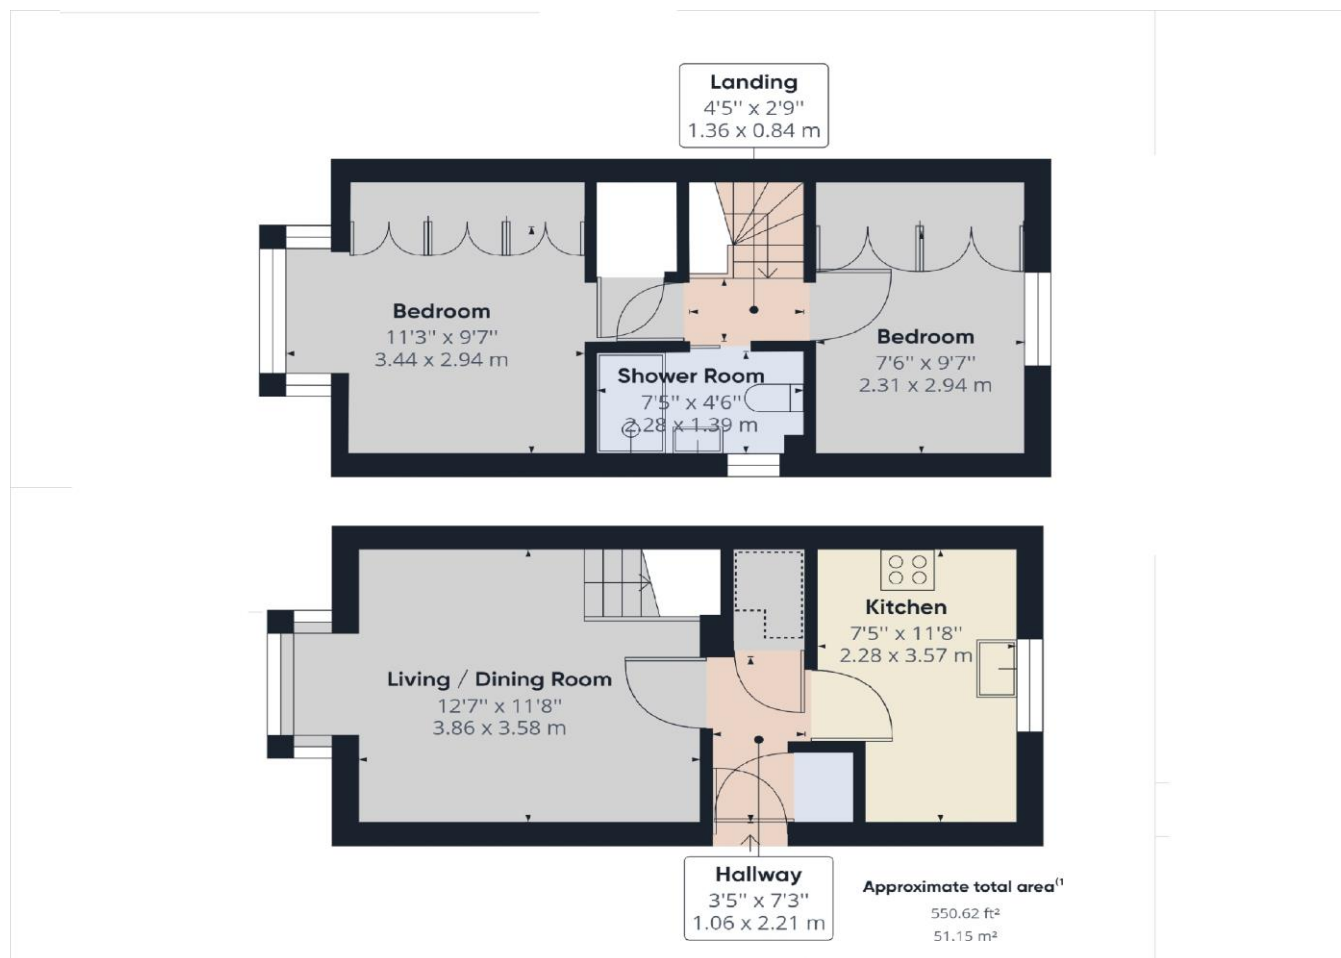 Landing
4'5" x 2'9"
1.36 x 0.84 m
Bedroom
11'3" x 9'7"
3.44 x 2.94 m
Bedroom
7'6" x 9'7"
2.31 x 2.94 m
Shower Room
7'5" x 4'6"
2.28 x 1.39 m
Kitchen
7'5" x 11'8"
2.28 x 3.57 m
Living / Dining Room
12'7" x 11'8"
3.86 x 3.58 m
Hallway
3'5" x 7'3"
1.06 x 2.21 m
Approximate total area⁽¹
550.62 ft²
51.15 m²